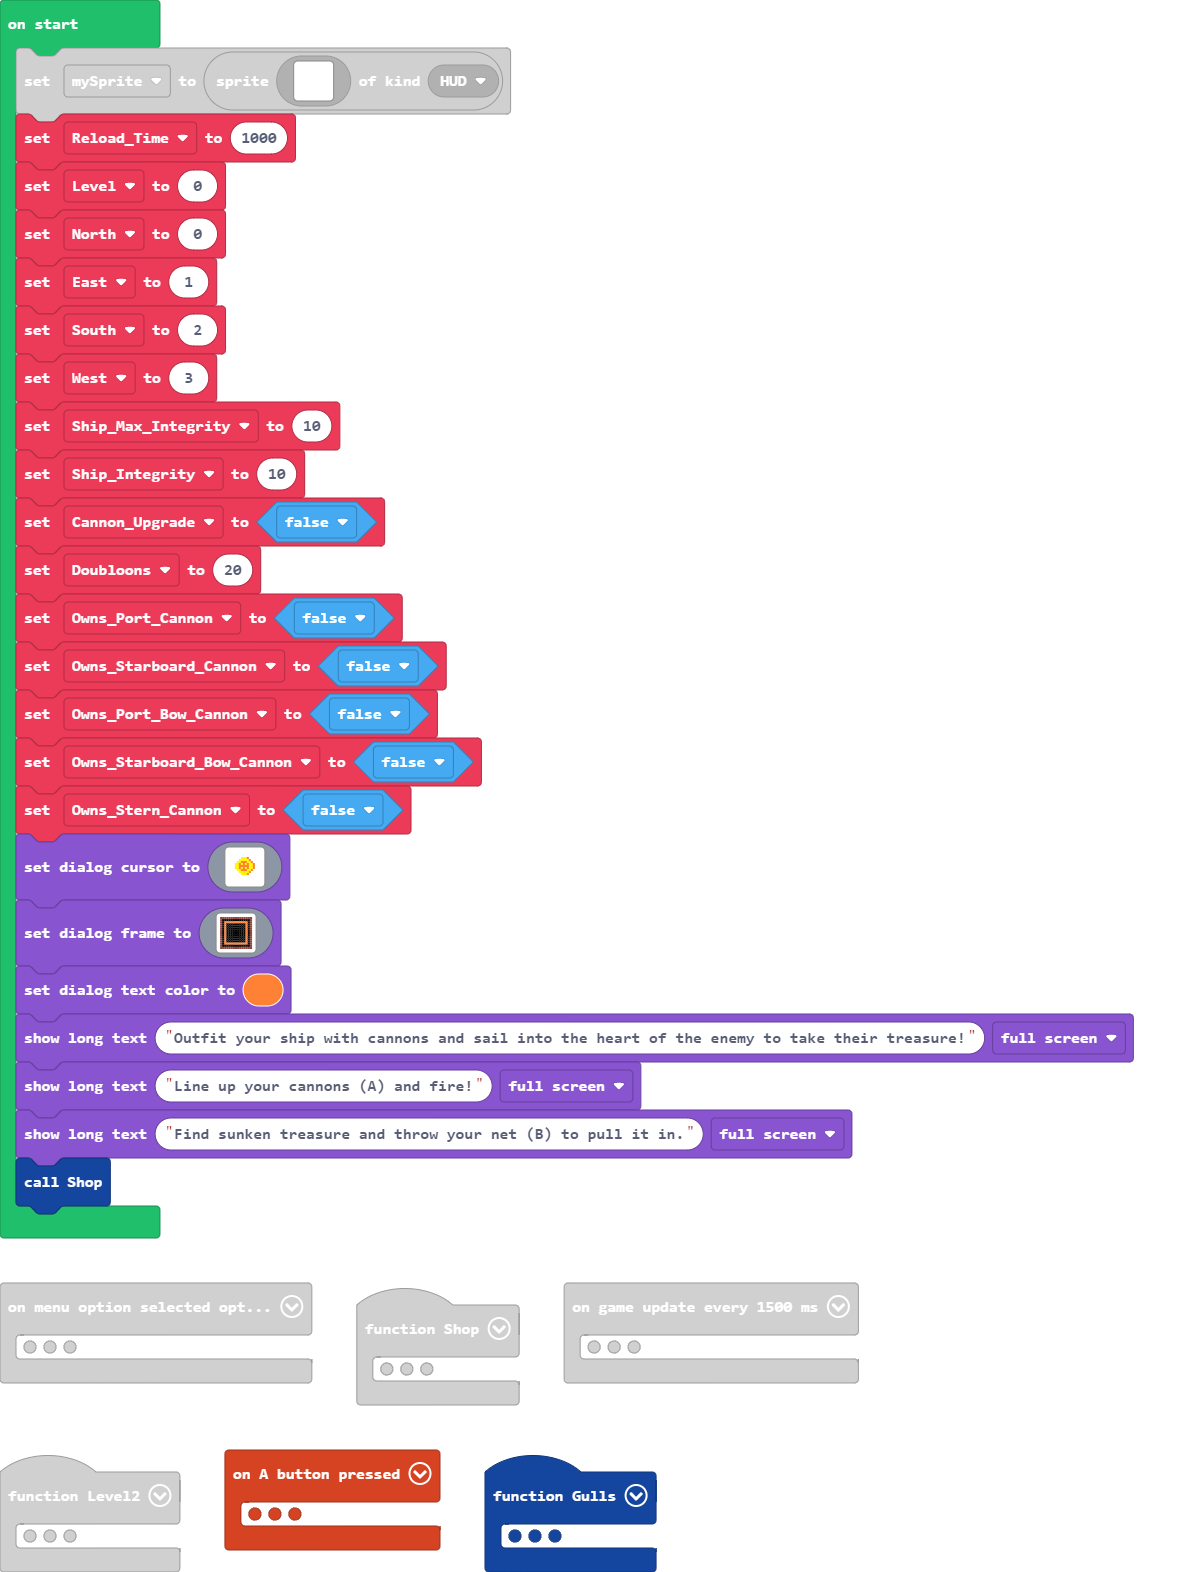 on start
set mySprite to sprite of kind HUD
set Reload_Time to 1000
set Level to 0
set North to 0
set East to 1
set South to 2
set West to 3
set Ship_Max_Integrity to 10
set Ship_Integrity to 10
set Cannon_Upgrade to false
set Doubloons to 20
set Owns_Port_Cannon to false
set Owns_Starboard_Cannon to false
set Owns_Port_Bow_Cannon to false
set Owns_Starboard_Bow_Cannon to false
set Owns_Stern_Cannon to false
set dialog cursor to
set dialog frame to
set dialog text color to
show long text "Outfit your ship with cannons and sail into the heart of the enemy to take their treasure!" full screen
show long text "Line up your cannons (A) and fire!" full screen
show long text "Find sunken treasure and throw your net (B) to pull it in." full screen
call Shop
on menu option selected opt...
function Shop
on game update every 1500 ms
function Level2
on A button pressed
function Gulls